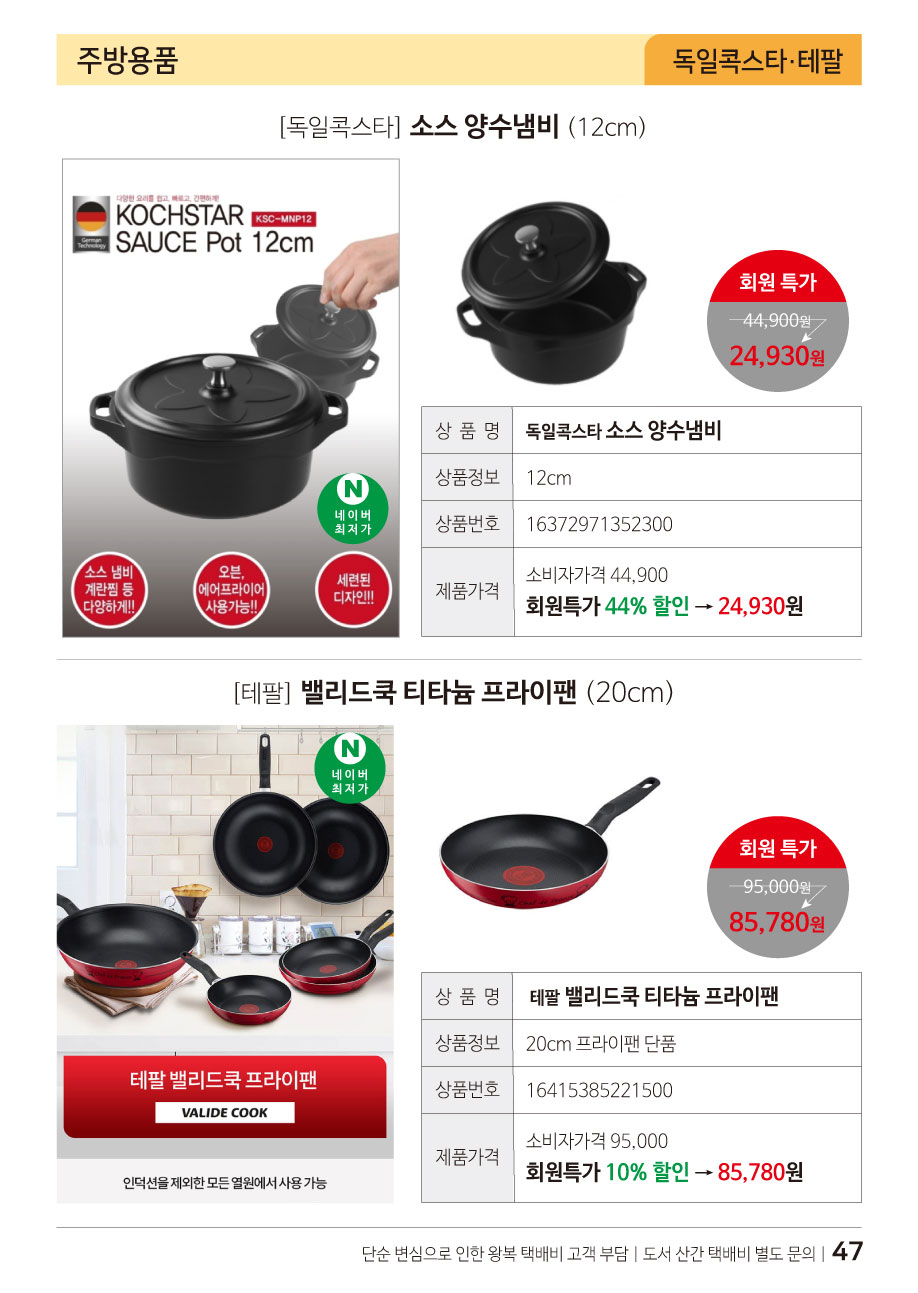 주방용품
독일콕스타·테팔
[독일콕스타] 소스 양수냄비 (12cm)
다양한 요리를 쉽고, 빠르고, 간편하게!
German Technology
KOCHSTAR KSC-MNP12
SAUCE Pot 12cm
N
네이버
최저가
소스 냄비
계란찜 등
다양하게!!
오븐,
에어프라이어
사용가능!!
세련된
디자인!!
회원 특가
44,900원
24,930원
상 품 명 독일콕스타 소스 양수냄비
상품정보 12cm
상품번호 16372971352300
제품가격 소비자가격 44,900
회원특가 44% 할인 → 24,930원
[테팔] 밸리드쿡 티타늄 프라이팬 (20cm)
N
네이버
최저가
테팔 밸리드쿡 프라이팬
VALIDE COOK
인덕션을 제외한 모든 열원에서 사용 가능
회원 특가
95,000원
85,780원
상 품 명 테팔 밸리드쿡 티타늄 프라이팬
상품정보 20cm 프라이팬 단품
상품번호 16415385221500
제품가격 소비자가격 95,000
회원특가 10% 할인 → 85,780원
단순 변심으로 인한 왕복 택배비 고객 부담 | 도서 산간 택배비 별도 문의 | 47